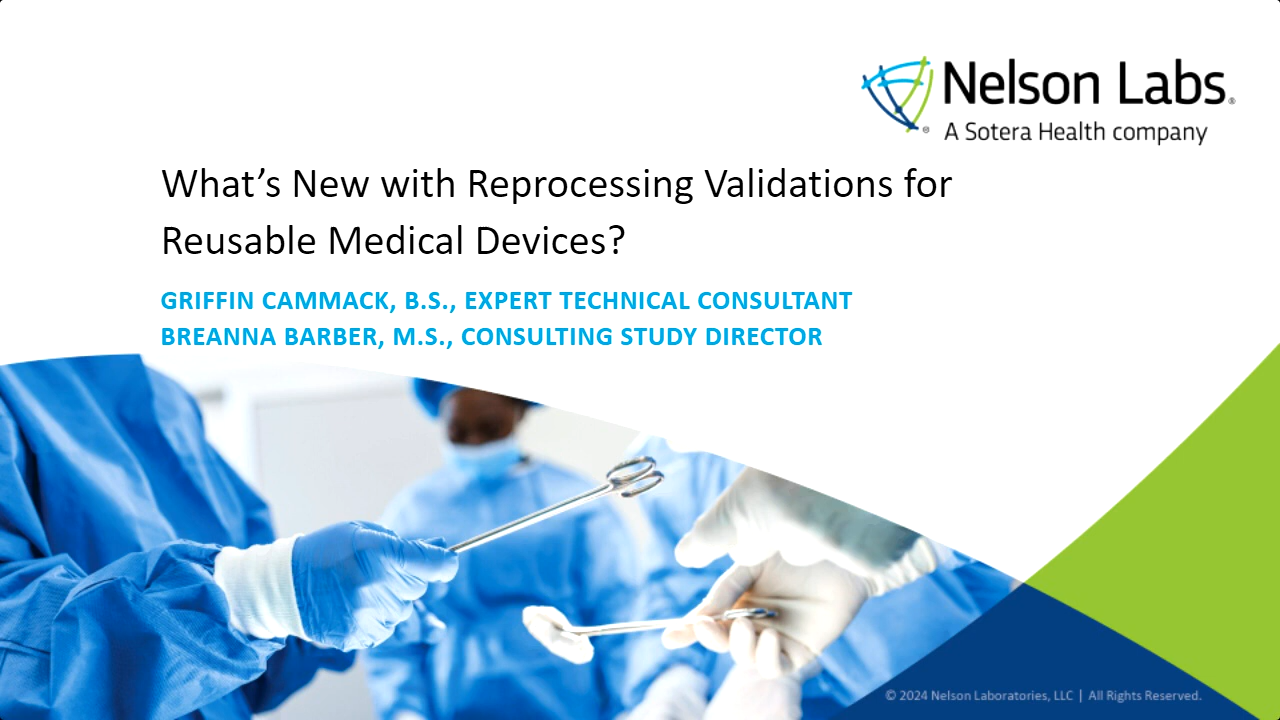 Nelson Labs®
® A Sotera Health company
What’s New with Reprocessing Validations for
Reusable Medical Devices?
GRIFFIN CAMMACK, B.S., EXPERT TECHNICAL CONSULTANT
BREANNA BARBER, M.S., CONSULTING STUDY DIRECTOR
© 2024 Nelson Laboratories, LLC | All Rights Reserved.